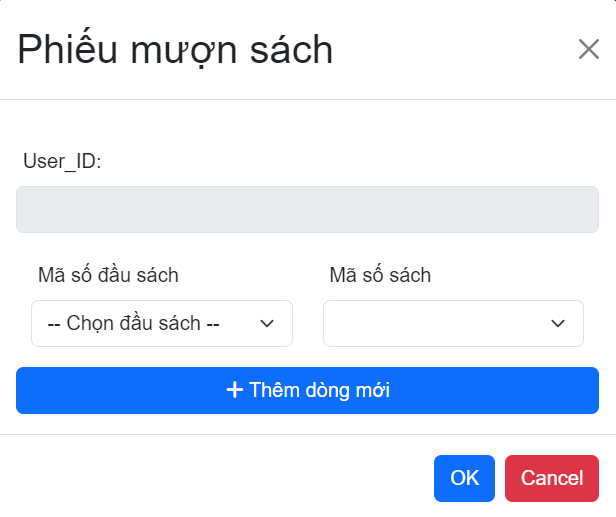 Phiếu mượn sách
User_ID:
Mã số đầu sách
Mã số sách
-- Chọn đầu sách --
Thêm dòng mới
OK
Cancel